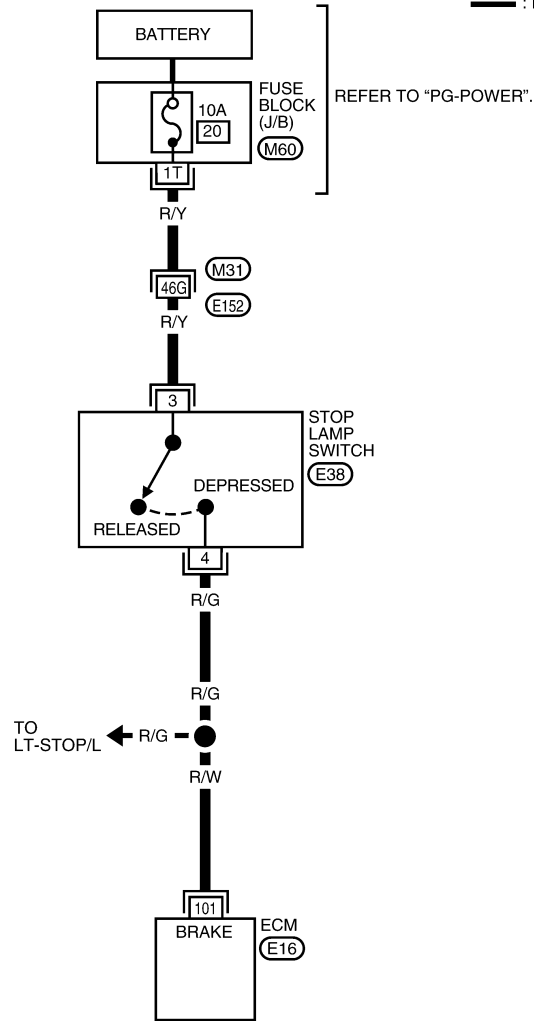 : I
BATTERY
FUSE
BLOCK
(J/B)
10A
20
M60
REFER TO “PG-POWER”.
1T
R/Y
M31
46G
E152
R/Y
3
STOP
LAMP
SWITCH
E38
DEPRESSED
RELEASED
4
R/G
R/G
TO
LT-STOP/L
R/G
R/W
101
BRAKE
ECM
E16